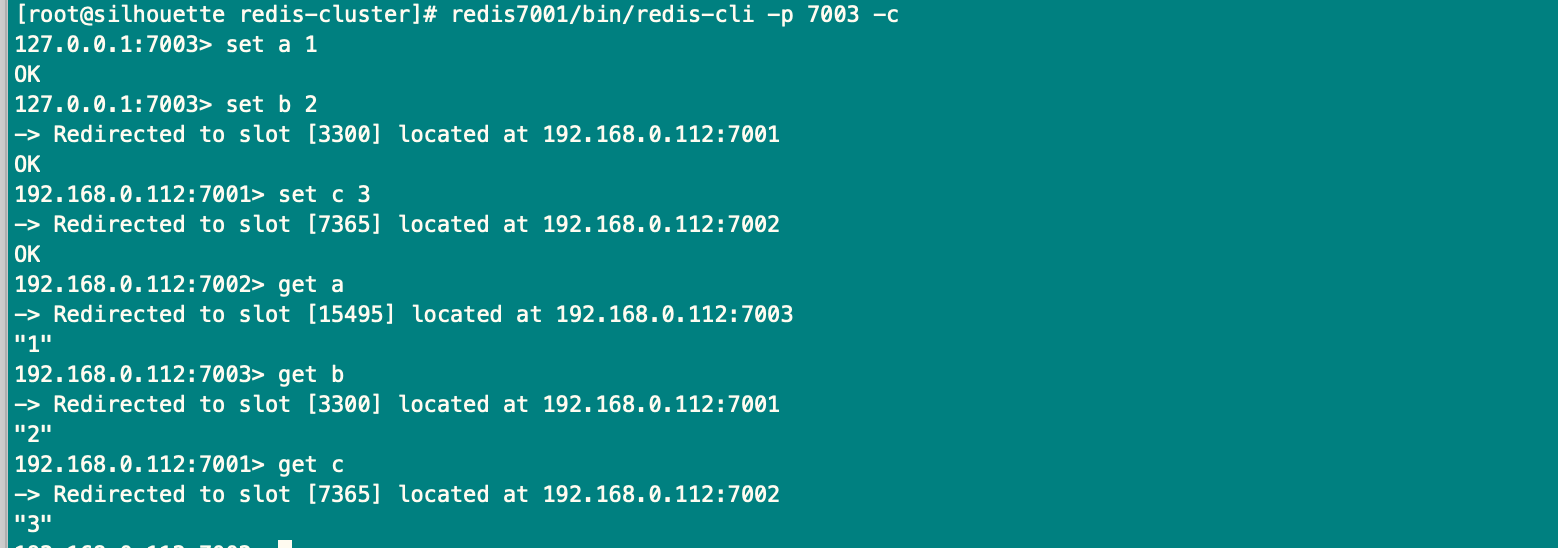 [root@silhouette redis-cluster]# redis7001/bin/redis-cli -p 7003 -c
127.0.0.1:7003> set a 1
OK
127.0.0.1:7003> set b 2
-> Redirected to slot [3300] located at 192.168.0.112:7001
OK
192.168.0.112:7001> set c 3
-> Redirected to slot [7365] located at 192.168.0.112:7002
OK
192.168.0.112:7002> get a
-> Redirected to slot [15495] located at 192.168.0.112:7003
"1"
192.168.0.112:7003> get b
-> Redirected to slot [3300] located at 192.168.0.112:7001
"2"
192.168.0.112:7001> get c
-> Redirected to slot [7365] located at 192.168.0.112:7002
"3"